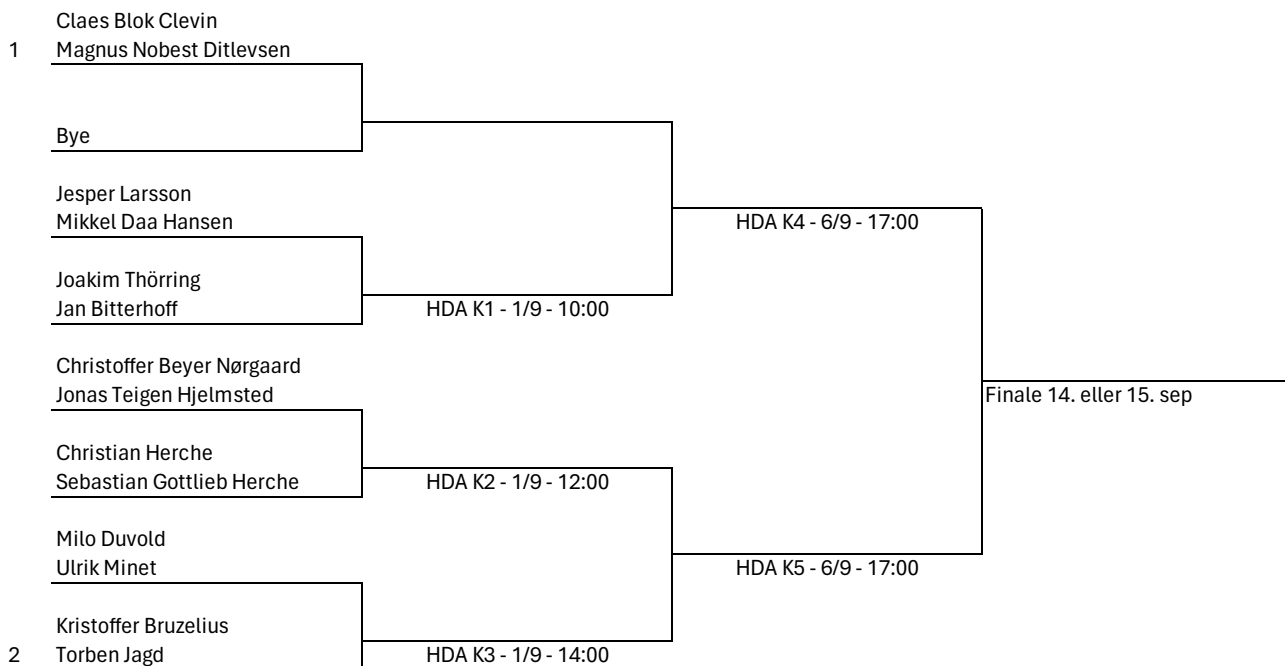 Claes Blok Clevin
1 Magnus Nobest Ditlevsen
Bye
Jesper Larsson
Mikkel Daa Hansen
HDA K4 - 6/9 - 17:00
Joakim Thörring
Jan Bitterhoff
HDA K1 - 1/9 - 10:00
Christoffer Beyer Nørgaard
Jonas Teigen Hjelmsted
Finale 14. eller 15. sep
Christian Herche
Sebastian Gottlieb Herche
HDA K2 - 1/9 - 12:00
Milo Duvold
Ulrik Minet
HDA K5 - 6/9 - 17:00
Kristoffer Bruzelius
2 Torben Jagd
HDA K3 - 1/9 - 14:00